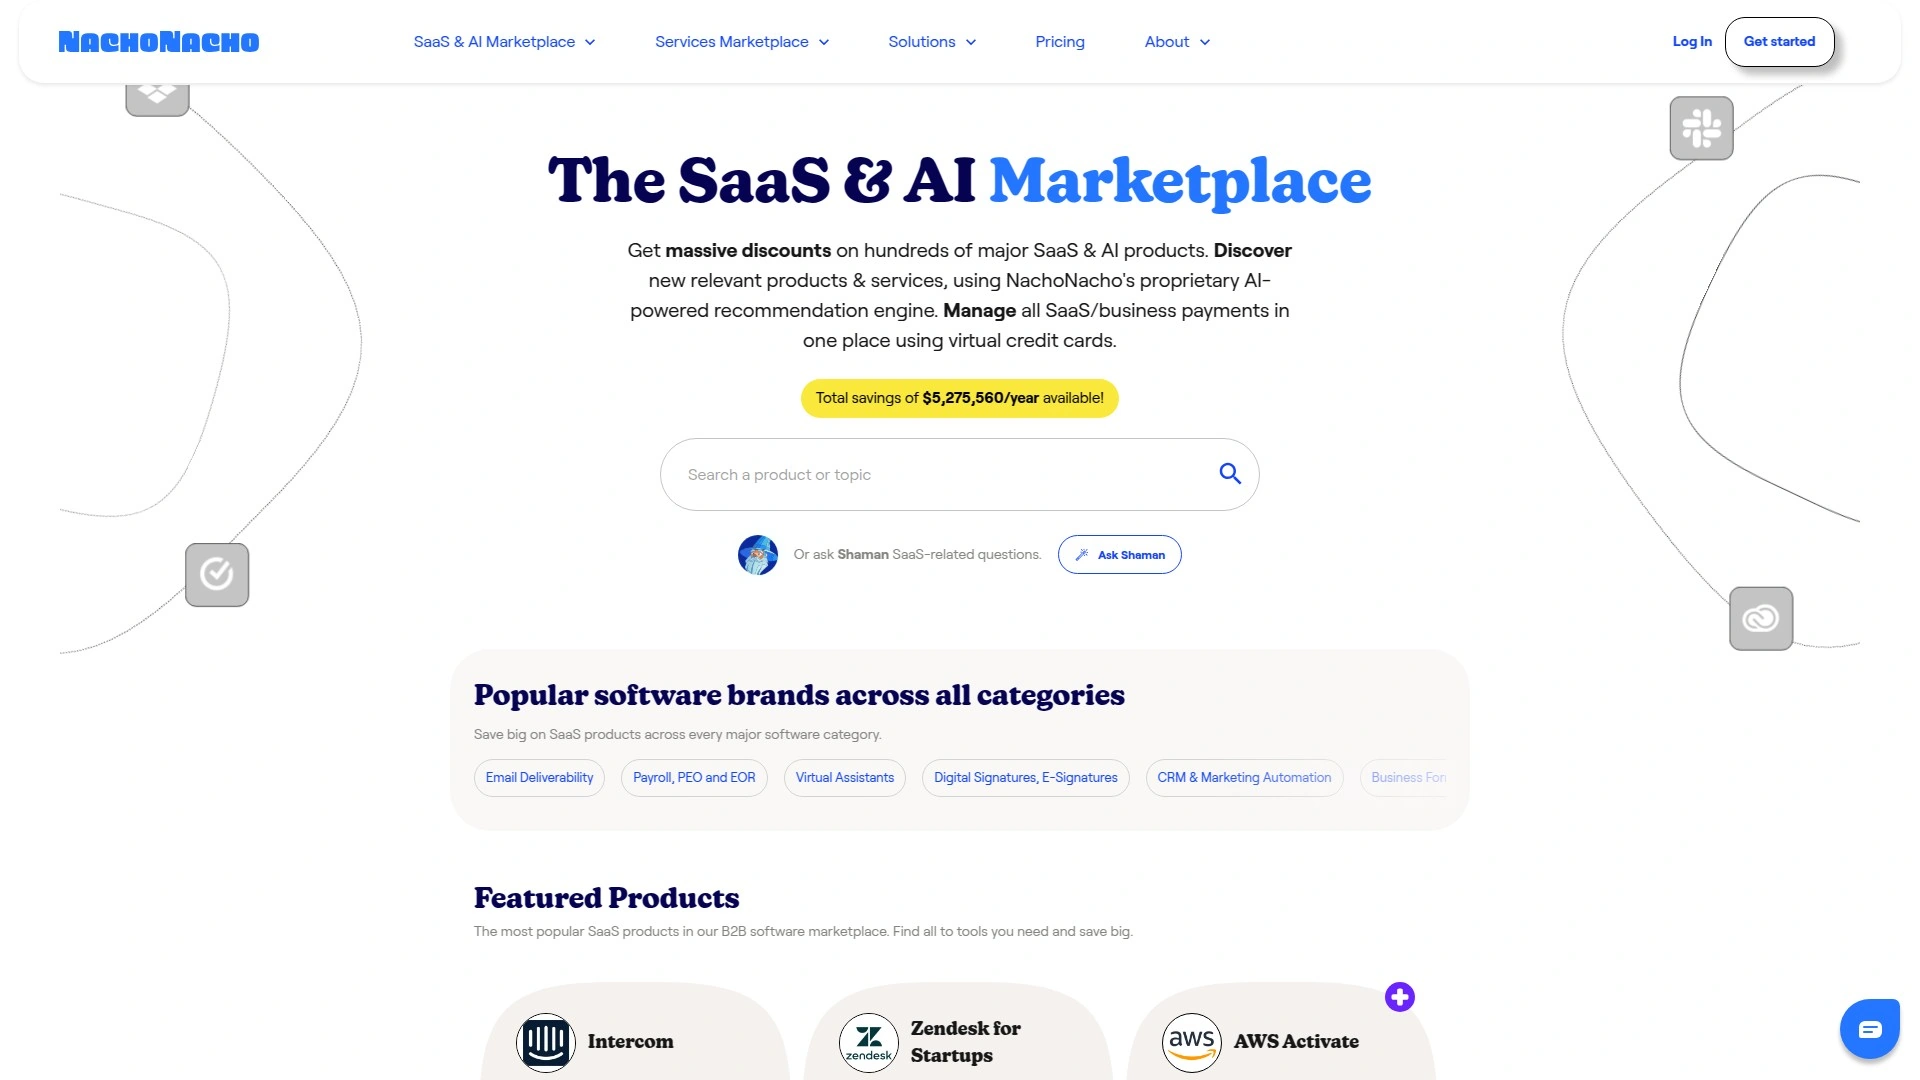 NachoNacho
SaaS & AI Marketplace
Services Marketplace
Solutions
Pricing
About
Log In
Get started
The SaaS & AI Marketplace
Get massive discounts on hundreds of major SaaS & AI products. Discover
new relevant products & services, using NachoNacho's proprietary AI-
powered recommendation engine. Manage all SaaS/business payments in
one place using virtual credit cards.
Total savings of $5,275,560/year available!
Search a product or topic
Or ask Shaman SaaS-related questions.
Ask Shaman
Popular software brands across all categories
Save big on SaaS products across every major software category.
Email Deliverability
Payroll, PEO and EOR
Virtual Assistants
Digital Signatures, E-Signatures
CRM & Marketing Automation
Business For
Featured Products
The most popular SaaS products in our B2B software marketplace. Find all to tools you need and save big.
Intercom
zendesk
Zendesk for
Startups
aws
AWS Activate